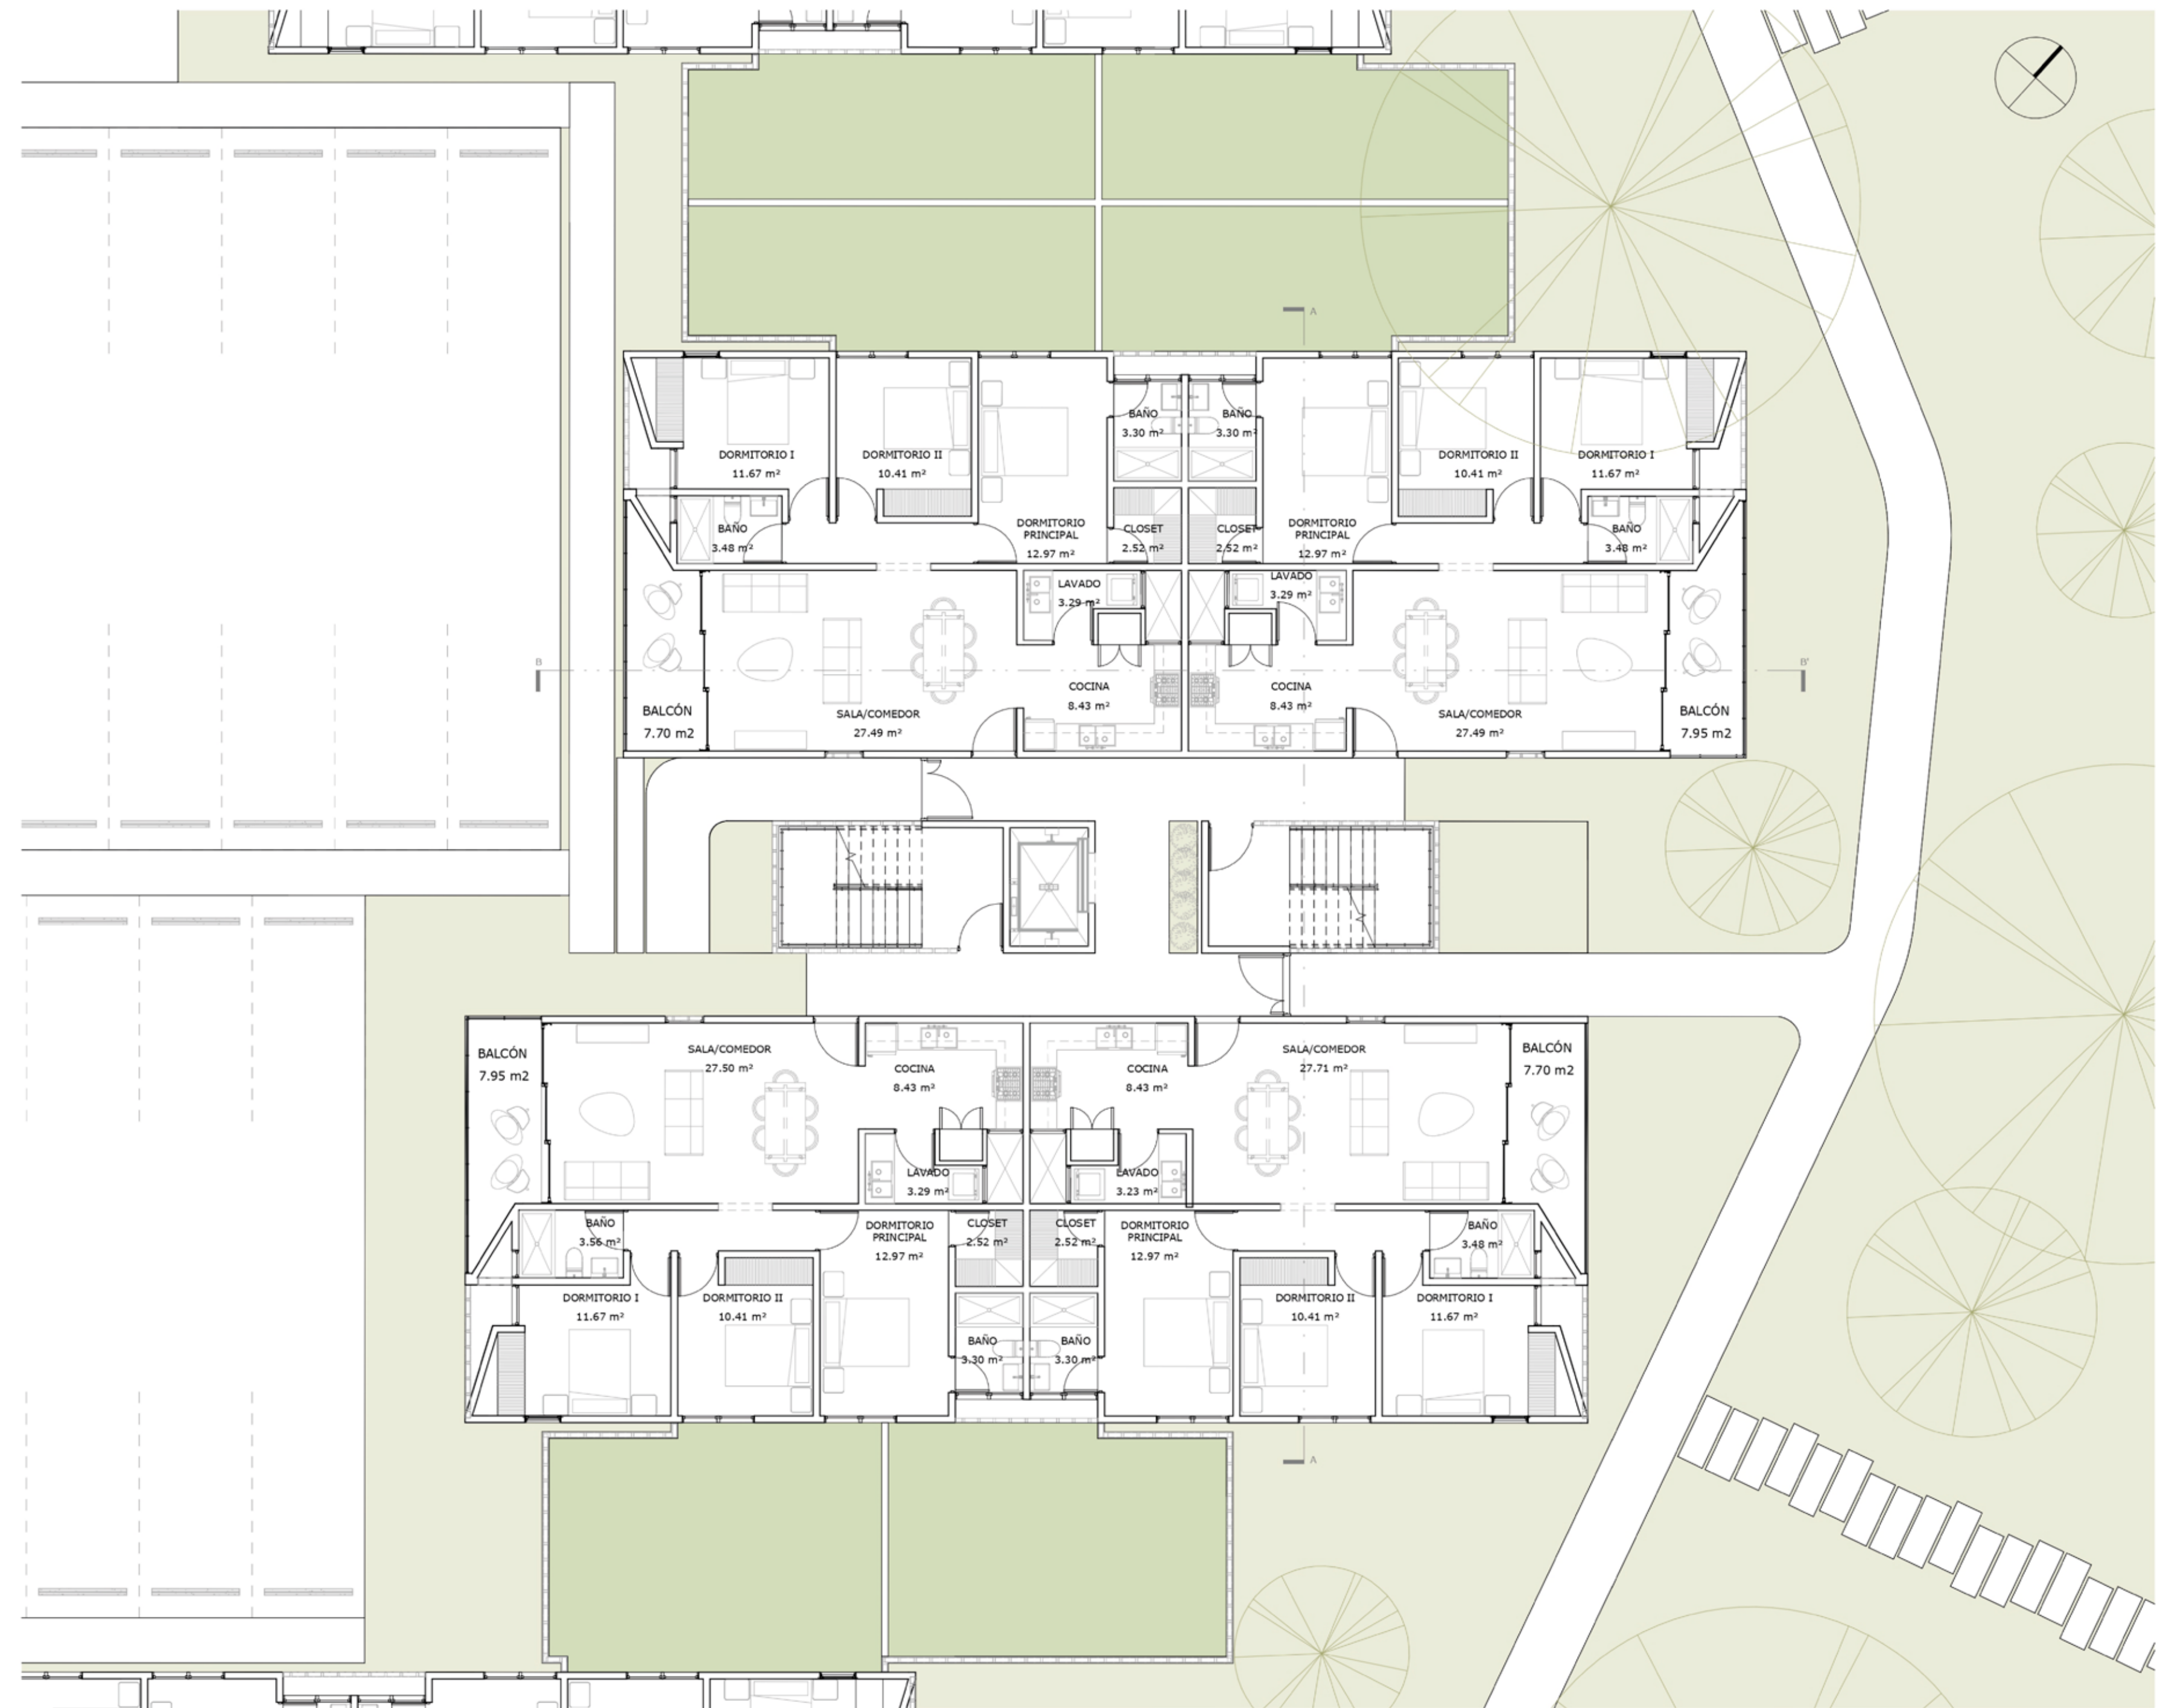 A
BAÑO
3.30 m²
BAÑO
3.30 m²
DORMITORIO I
11.67 m²
DORMITORIO II
10.41 m²
DORMITORIO II
10.41 m²
DORMITORIO I
11.67 m²
BAÑO
3.48 m²
DORMITORIO
PRINCIPAL
12.97 m²
CLOSET
2.52 m²
CLOSET
2.52 m²
DORMITORIO
PRINCIPAL
12.97 m²
BAÑO
3.48 m²
LAVADO
3.29 m²
LAVADO
3.29 m²
B
B'
BALCÓN
7.70 m2
SALA/COMEDOR
27.49 m²
COCINA
8.43 m²
COCINA
8.43 m²
SALA/COMEDOR
27.49 m²
BALCÓN
7.95 m2
BALCÓN
7.95 m2
SALA/COMEDOR
27.50 m²
COCINA
8.43 m²
COCINA
8.43 m²
SALA/COMEDOR
27.71 m²
BALCÓN
7.70 m2
LAVADO
3.29 m²
LAVADO
3.23 m²
BAÑO
3.56 m²
DORMITORIO
PRINCIPAL
12.97 m²
CLOSET
2.52 m²
CLOSET
2.52 m²
DORMITORIO
PRINCIPAL
12.97 m²
BAÑO
3.48 m²
DORMITORIO I
11.67 m²
DORMITORIO II
10.41 m²
DORMITORIO II
10.41 m²
DORMITORIO I
11.67 m²
BAÑO
3.30 m²
BAÑO
3.30 m²
A